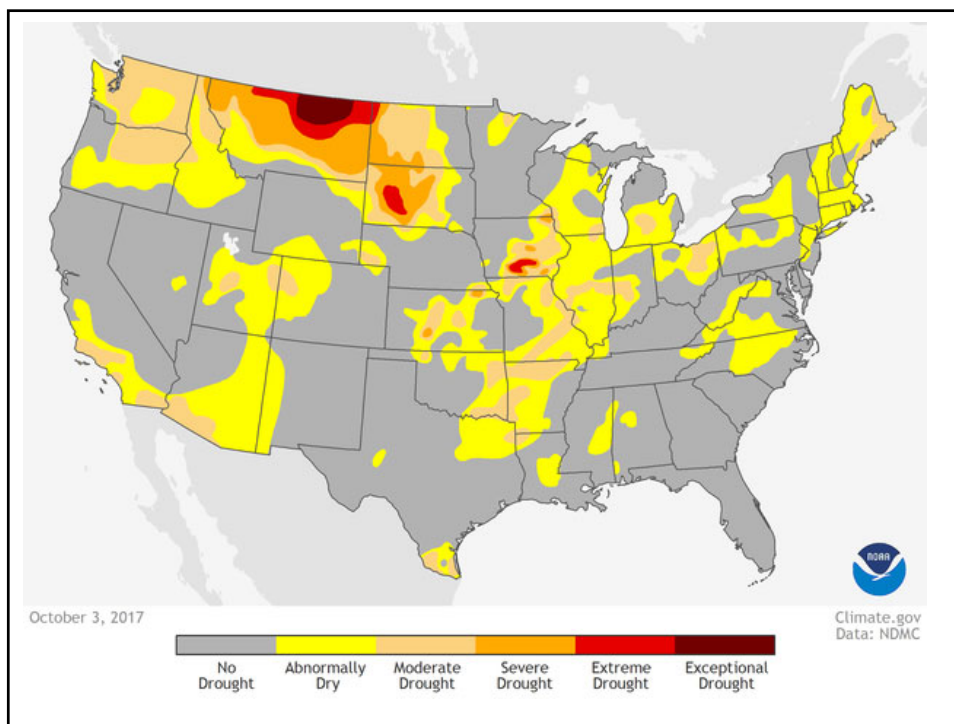 NOAA
October 3, 2017
Climate.gov
Data: NDMC
No
Drought
Abnormally
Dry
Moderate
Drought
Severe
Drought
Extreme
Drought
Exceptional
Drought